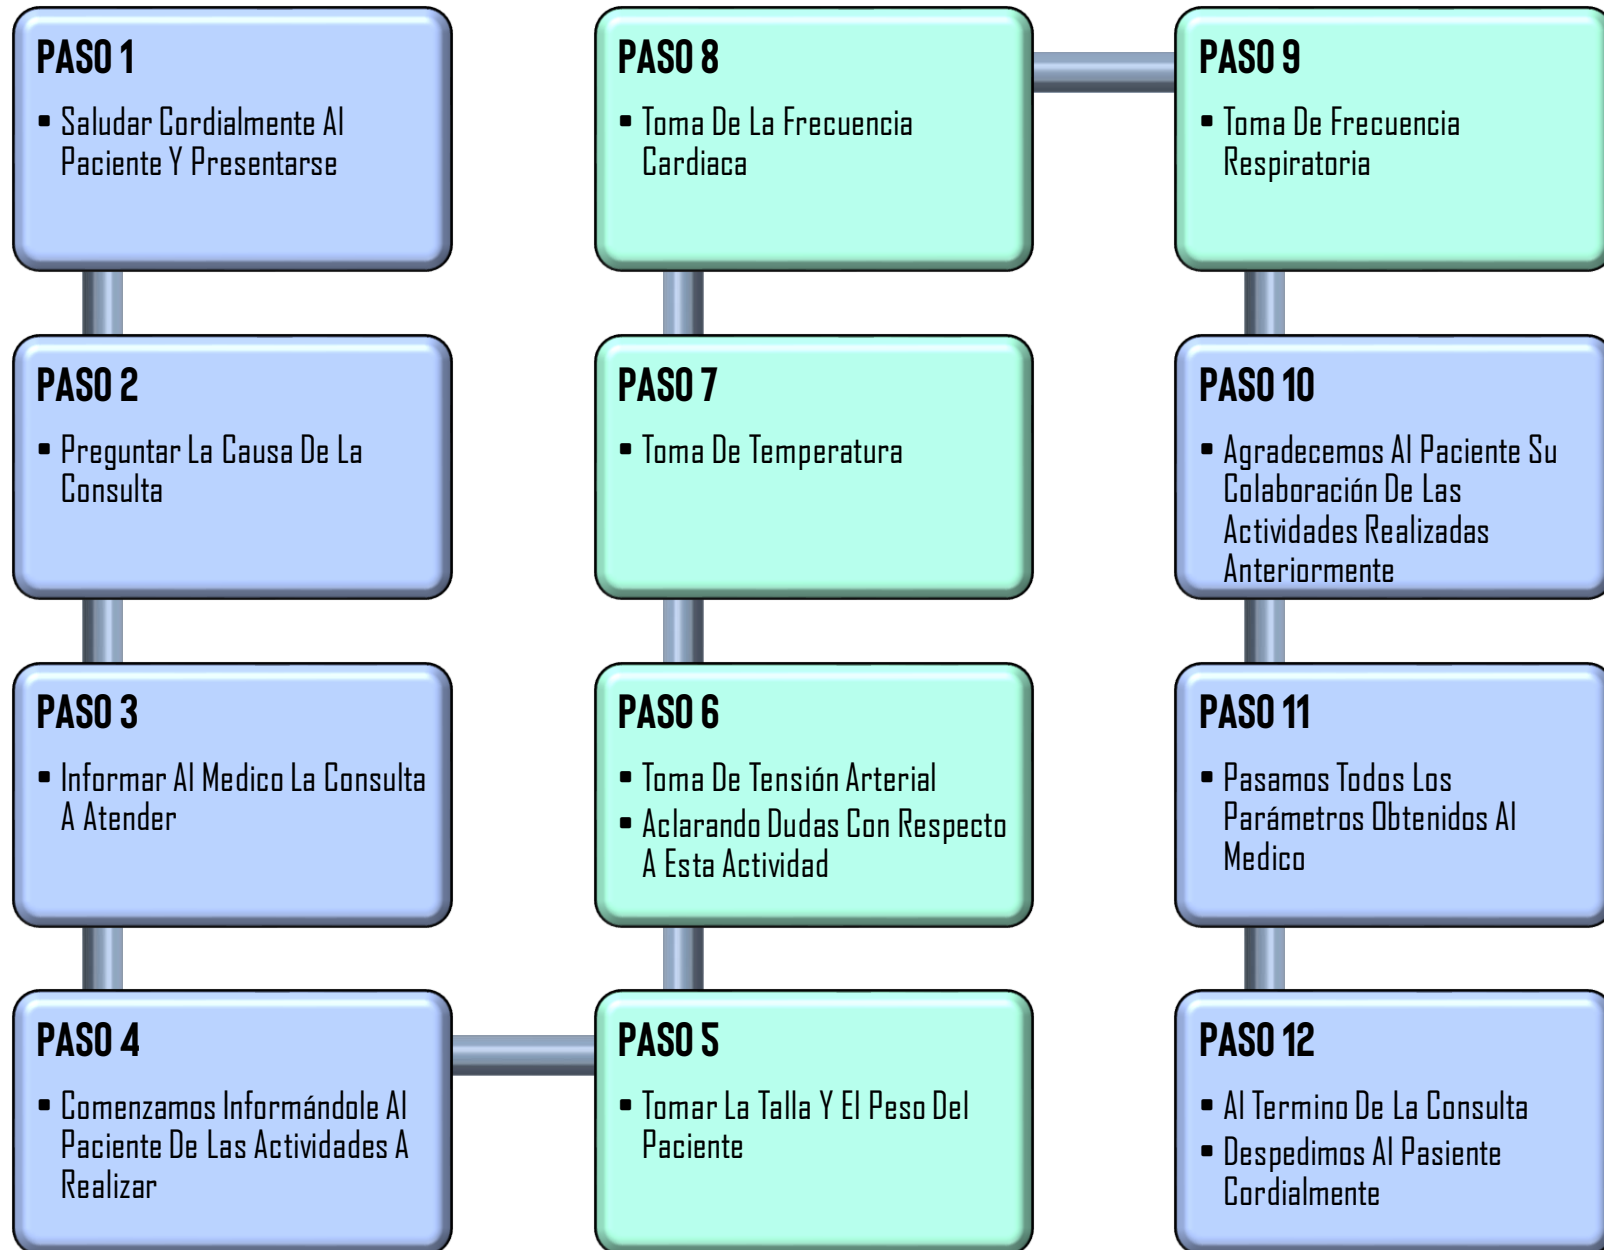 PASO 1
▪ Saludar Cordialmente Al
Paciente Y Presentarse
PASO 2
▪ Preguntar La Causa De La
Consulta
PASO 3
▪ Informar Al Medico La Consulta
A Atender
PASO 4
▪ Comenzamos Informándole Al
Paciente De Las Actividades A
Realizar
PASO 5
▪ Tomar La Talla Y El Peso Del
Paciente
PASO 6
▪ Toma De Tensión Arterial
▪ Aclarando Dudas Con Respecto
A Esta Actividad
PASO 7
▪ Toma De Temperatura
PASO 8
▪ Toma De La Frecuencia
Cardiaca
PASO 9
▪ Toma De Frecuencia
Respiratoria
PASO 10
▪ Agradecemos Al Paciente Su
Colaboración De Las
Actividades Realizadas
Anteriormente
PASO 11
▪ Pasamos Todos Los
Parámetros Obtenidos Al
Medico
PASO 12
▪ Al Termino De La Consulta
▪ Despedimos Al Pasiente
Cordialmente